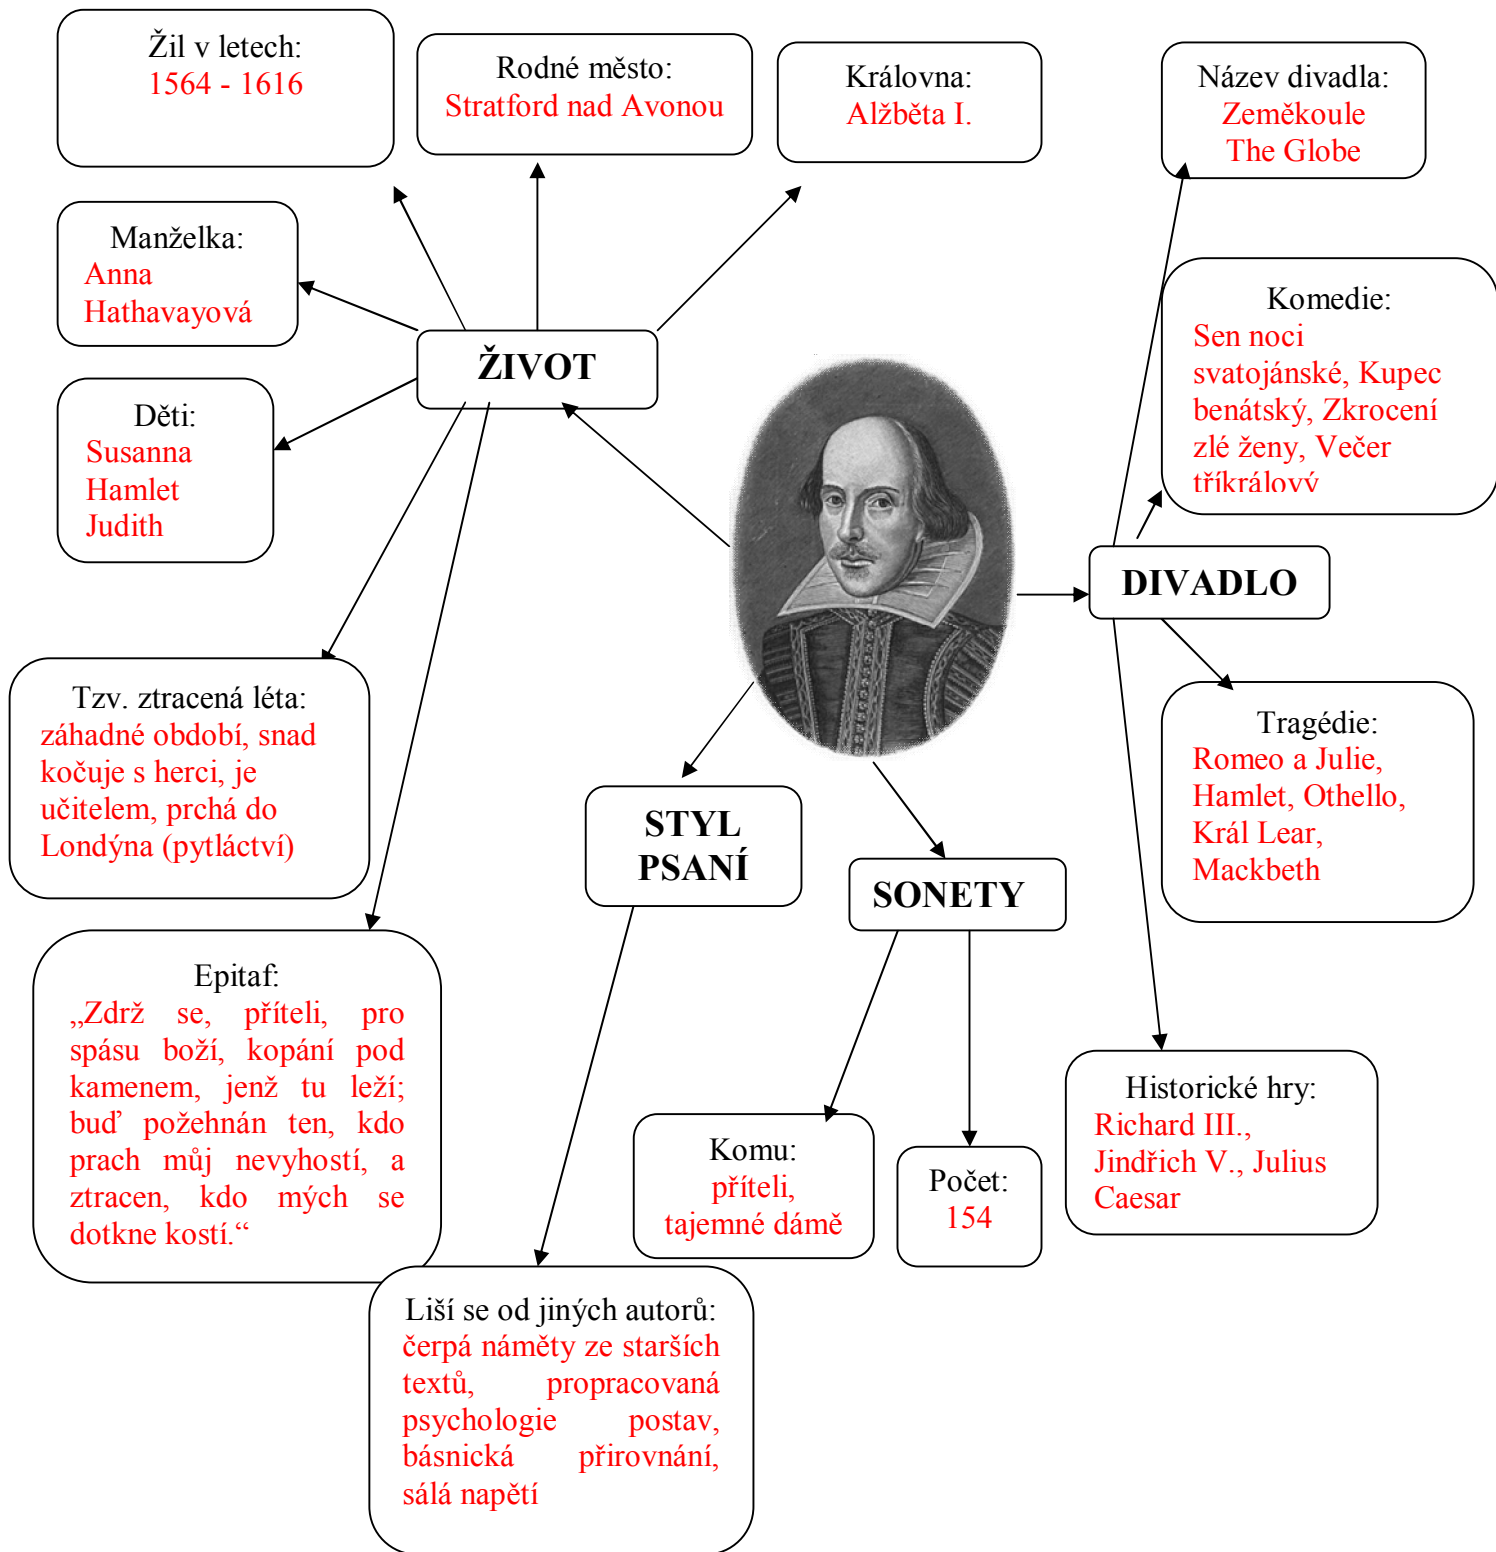 Žil v letech:
1564 - 1616
Rodné město:
Stratford nad Avonou
Královna:
Alžběta I.
Název divadla:
Zeměkoule
The Globe
Manželka:
Anna
Hathavayová
Komedie:
Sen noci
svatojánské, Kupec
benátský, Zkrocení
zlé ženy, Večer
tříkrálový
ŽIVOT
Děti:
Susanna
Hamlet
Judith
DIVADLO
Tzv. ztracená léta:
záhadné období, snad
kočuje s herci, je
učitelem, prchá do
Londýna (pytláctví)
Tragédie:
Romeo a Julie,
Hamlet, Othello,
Král Lear,
Mackbeth
STYL
PSANÍ
SONETY
Epitaf:
„Zdrž se, příteli, pro
spásu boží, kopání pod
kamenem, jenž tu leží;
buď požehnán ten, kdo
prach můj nevyhostí, a
ztracen, kdo mých se
dotkne kostí.“
Historické hry:
Richard III.,
Jindřich V., Julius
Caesar
Komu:
příteli,
tajemné dámě
Počet:
154
Liší se od jiných autorů:
čerpá náměty ze starších
textů, propracovaná
psychologie postav,
básnická přirovnání,
sálá napětí